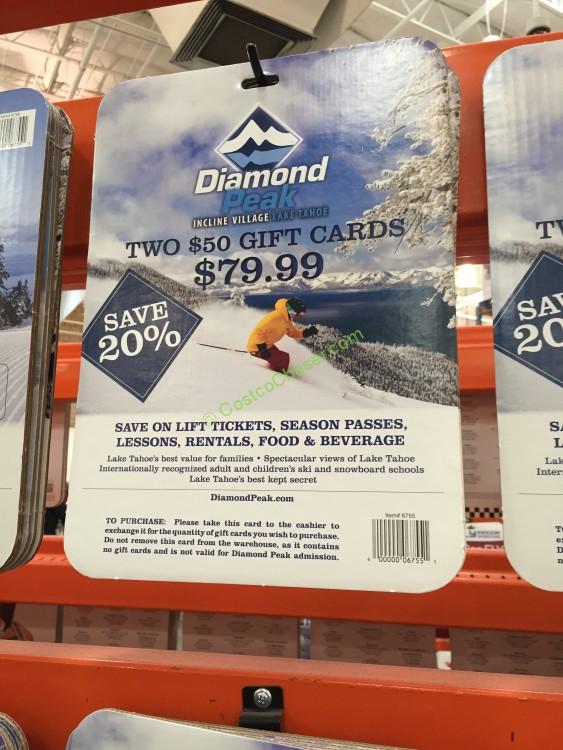 Diamond
Peak
INCLINE VILLAGE LAKE TAHOE
TWO $50 GIFT CARDS
$79.99
SAVE
20%
© CostcoChaser.com
SAVE ON LIFT TICKETS, SEASON PASSES,
LESSONS, RENTALS, FOOD & BEVERAGE
Lake Tahoe's best value for families • Spectacular views of Lake Tahoe
Internationally recognized adult and children's ski and snowboard schools
Lake Tahoe's best kept secret
DiamondPeak.com
TO PURCHASE: Please take this card to the cashier to
exchange it for the quantity of gift cards you wish to purchase.
Do not remove this card from the warehouse, as it contains
no gift cards and is not valid for Diamond Peak admission.
Item# 6755
4 00000 06755 1